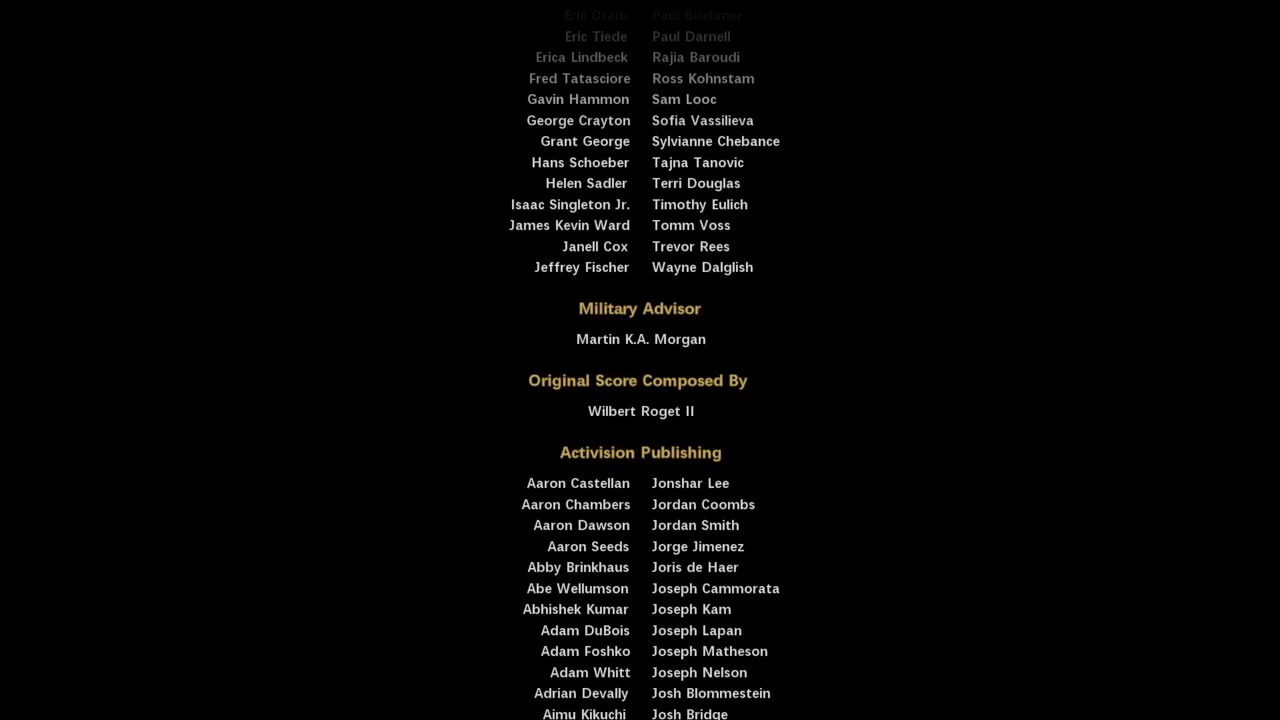 Eric Oram Paul Boehmer
Eric Tiede Paul Darnell
Erica Lindbeck Rajia Baroudi
Fred Tatasciore Ross Kohnstam
Gavin Hammon Sam Looc
George Crayton Sofia Vassilieva
Grant George Sylvianne Chebance
Hans Schoeber Tajna Tanovic
Helen Sadler Terri Douglas
Isaac Singleton Jr. Timothy Eulich
James Kevin Ward Tomm Voss
Janell Cox Trevor Rees
Jeffrey Fischer Wayne Dalglish
Military Advisor
Martin K.A. Morgan
Original Score Composed By
Wilbert Roget II
Activision Publishing
Aaron Castellan Jonshar Lee
Aaron Chambers Jordan Coombs
Aaron Dawson Jordan Smith
Aaron Seeds Jorge Jimenez
Abby Brinkhaus Joris de Haer
Abe Wellumson Joseph Cammorata
Abhishek Kumar Joseph Kam
Adam DuBois Joseph Lapan
Adam Foshko Joseph Matheson
Adam Whitt Joseph Nelson
Adrian Devally Josh Blommestein
Aimu Kikuchi Josh Bridge